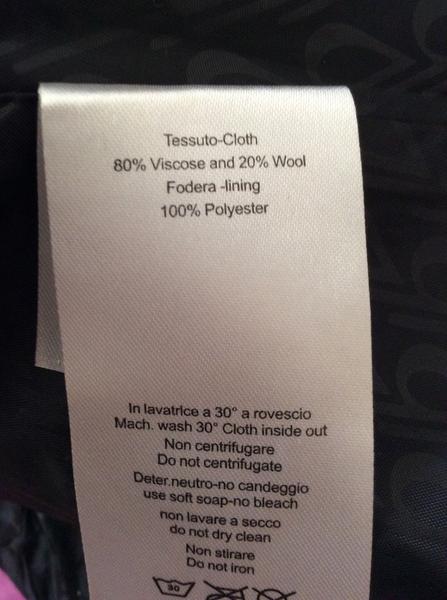 Tessuto-Cloth
80% Viscose and 20% Wool
Fodera -lining
100% Polyester
In lavatrice a 30° a rovescio
Mach. wash 30° Cloth inside out
Non centrifugare
Do not centrifugate
Deter.neutro-no candeggio
use soft soap-no bleach
non lavare a secco
do not dry clean
Non stirare
Do not iron
30